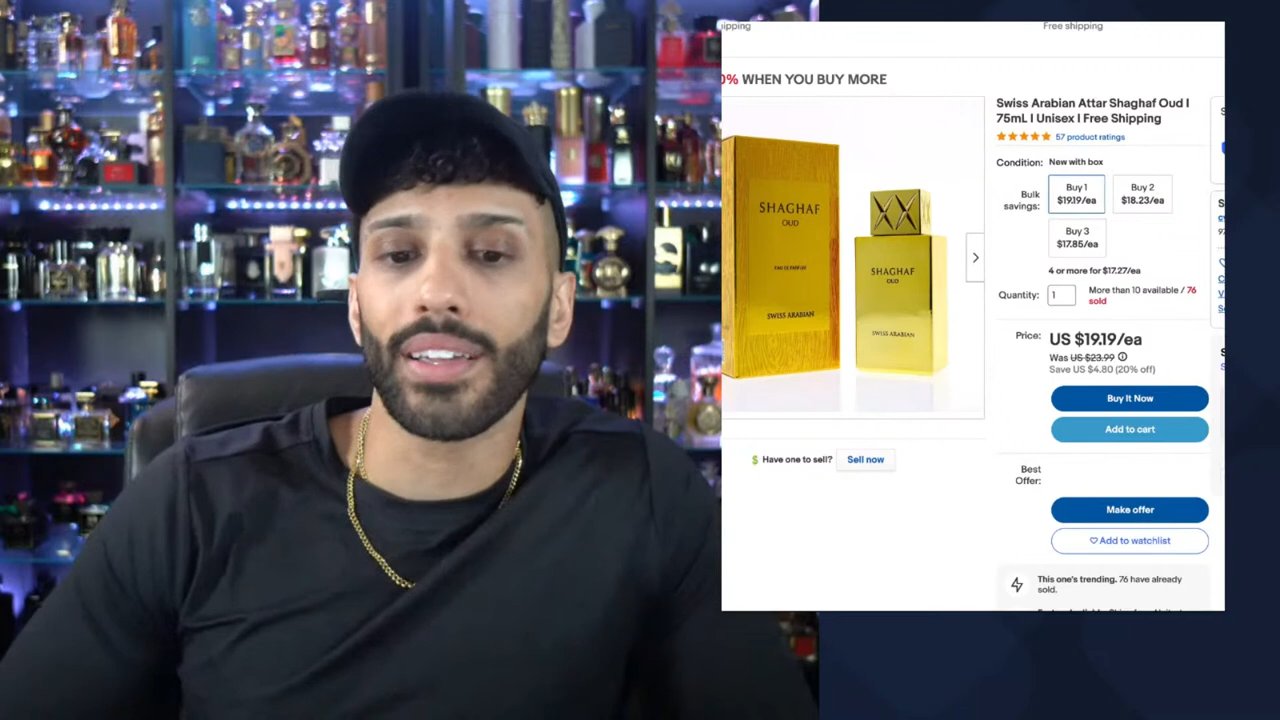 ipping
Free shipping
0% WHEN YOU BUY MORE
SHAGHAF
OUD
EAU DE PARFUM
SWISS ARABIAN
SHAGHAF
OUD
SWISS ARABIAN
Swiss Arabian Attar Shaghaf Oud I
75mL I Unisex I Free Shipping
57 product ratings
Condition: New with box
Bulk
savings:
Buy 1
$19.19/ea
Buy 2
$18.23/ea
Buy 3
$17.85/ea
4 or more for $17.27/ea
Quantity: 1
More than 10 available / 76
sold
Price: US $19.19/ea
Was US $23.99
Save US $4.80 (20% off)
Buy It Now
Add to cart
$ Have one to sell? Sell now
Best
Offer:
Make offer
Add to watchlist
This one's trending. 76 have already
sold.